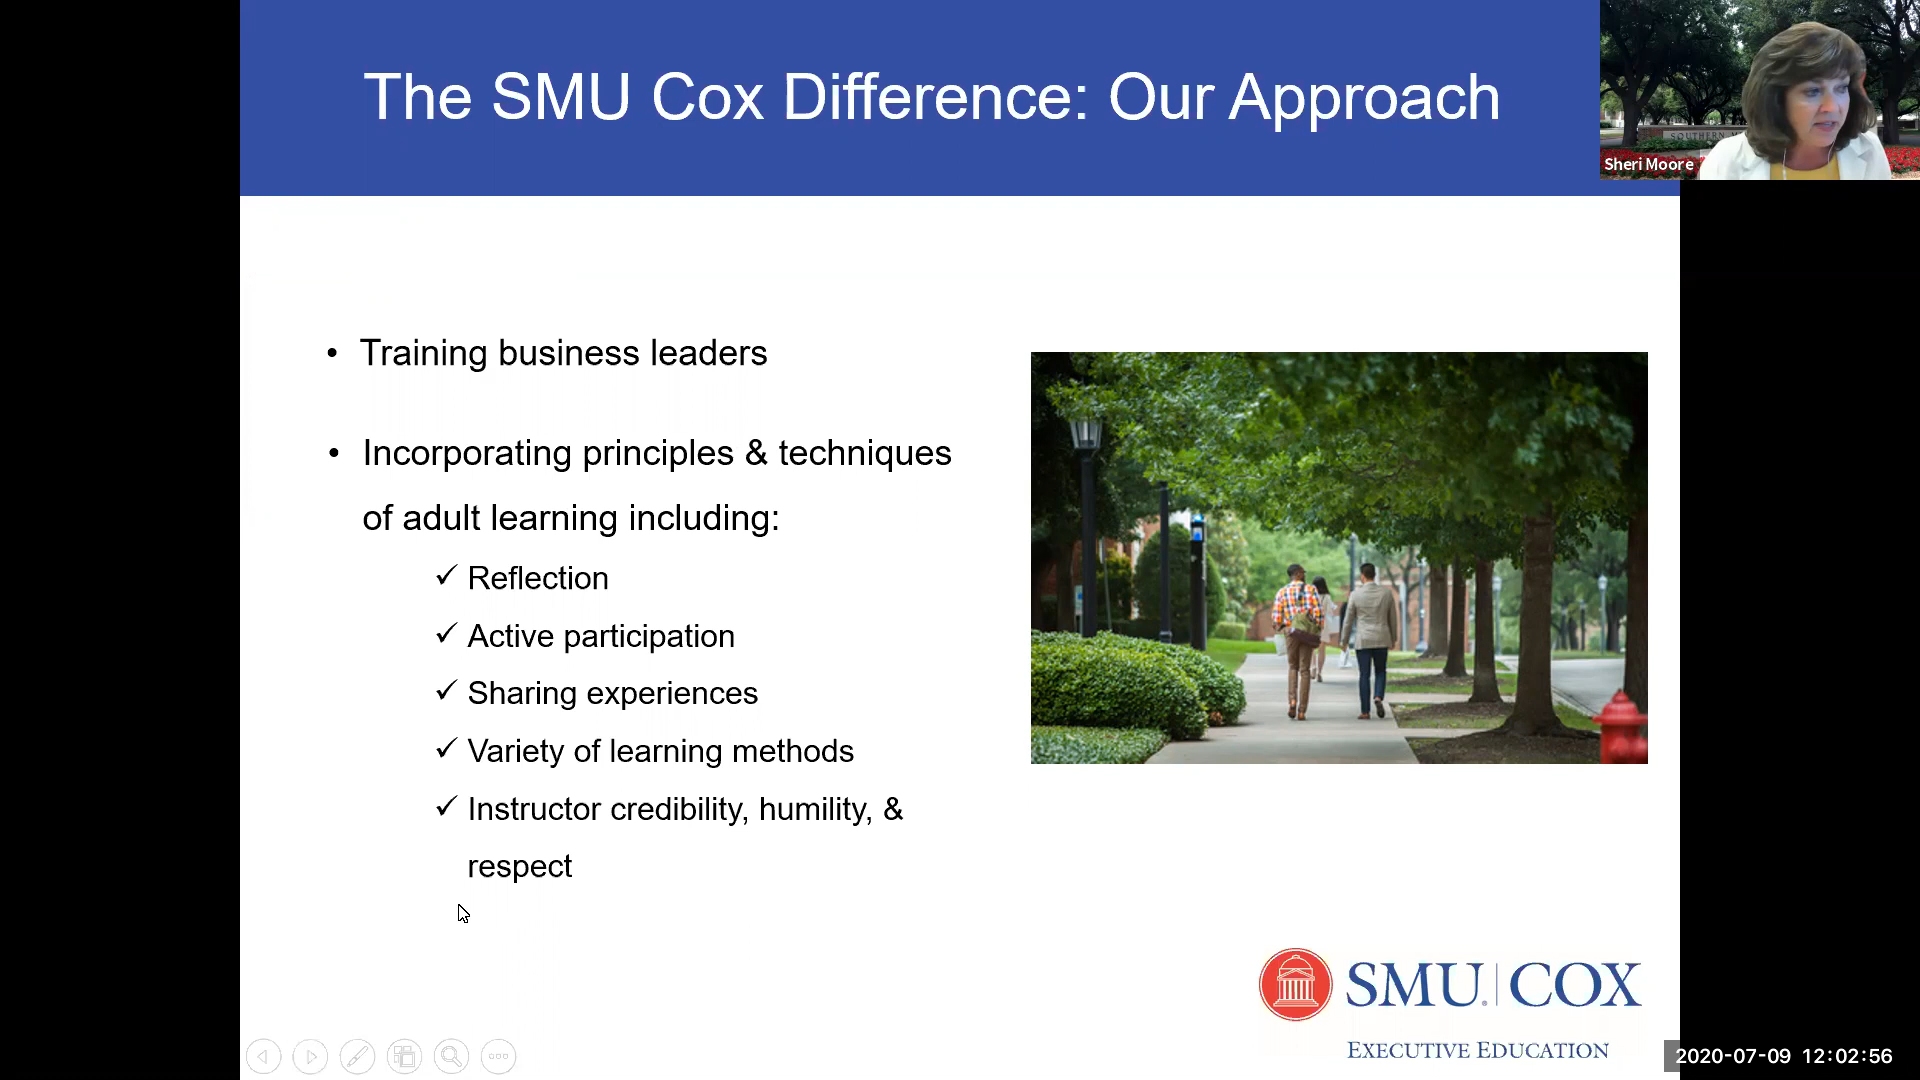 The SMU Cox Difference: Our Approach
SOUTHERN M
Sheri Moore
• Training business leaders
• Incorporating principles & techniques
of adult learning including:
✓ Reflection
✓ Active participation
✓ Sharing experiences
✓ Variety of learning methods
✓ Instructor credibility, humility, &
respect
SMU® | COX
EXECUTIVE EDUCATION
2020-07-09 12:02:56